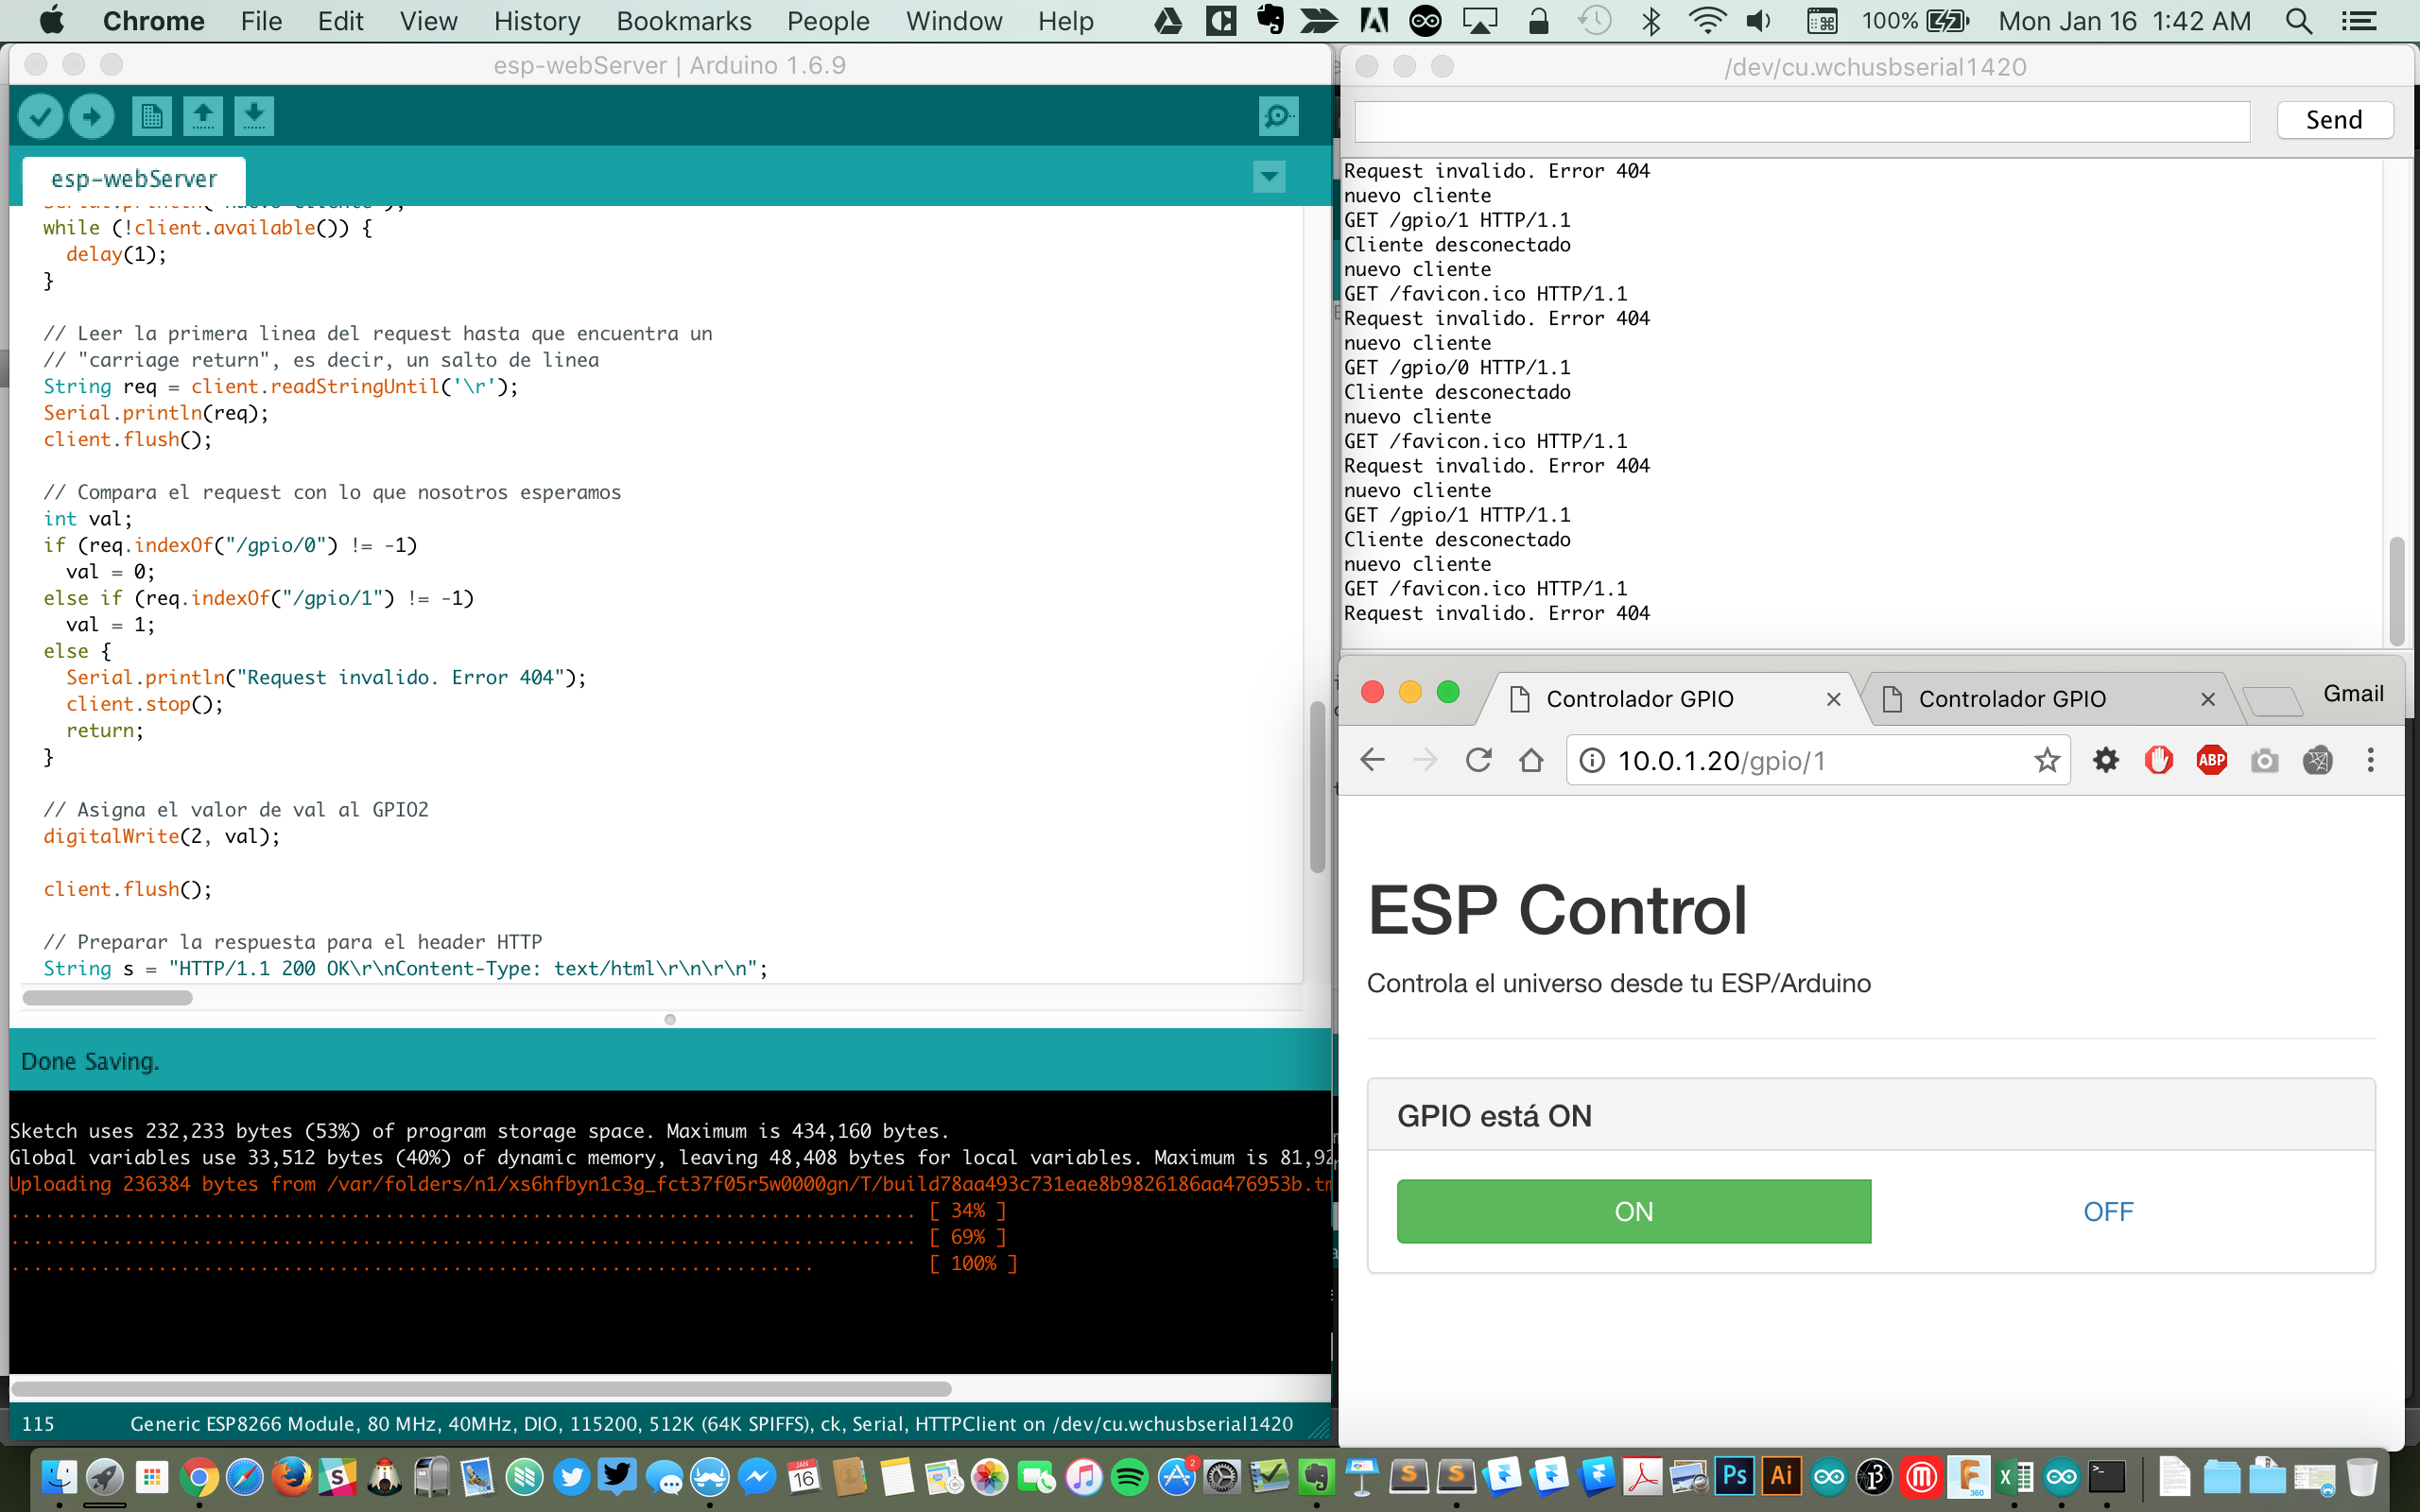 Chrome File Edit View History Bookmarks People Window Help 100% Mon Jan 16 1:42 AM
esp-webServer | Arduino 1.6.9
esp-webServer
while (!client.available()) {
delay(1);
}
// Leer la primera linea del request hasta que encuentra un
// "carriage return", es decir, un salto de linea
String req = client.readStringUntil('\r');
Serial.println(req);
client.flush();
// Compara el request con lo que nosotros esperamos
int val;
if (req.indexOf("/gpio/0") != -1)
val = 0;
else if (req.indexOf("/gpio/1") != -1)
val = 1;
else {
Serial.println("Request invalido. Error 404");
client.stop();
return;
}
// Asigna el valor de val al GPIO2
digitalWrite(2, val);
client.flush();
// Preparar la respuesta para el header HTTP
String s = "HTTP/1.1 200 OK\r\nContent-Type: text/html\r\n\r\n";
Done Saving.
Sketch uses 232,233 bytes (53%) of program storage space. Maximum is 434,160 bytes.
Global variables use 33,512 bytes (40%) of dynamic memory, leaving 48,408 bytes for local variables. Maximum is 81,92
Uploading 236384 bytes from /var/folders/n1/xs6hfbyn1c3g_fct37f05r5w0000gn/T/build78aa493c731eae8b9826186aa476953b.tm
................................................................................ [ 34% ]
................................................................................ [ 69% ]
....................................................................... [ 100% ]
115 Generic ESP8266 Module, 80 MHz, 40MHz, DIO, 115200, 512K (64K SPIFFS), ck, Serial, HTTPClient on /dev/cu.wchusbserial1420
/dev/cu.wchusbserial1420
Send
Request invalido. Error 404
nuevo cliente
GET /gpio/1 HTTP/1.1
Cliente desconectado
nuevo cliente
GET /favicon.ico HTTP/1.1
Request invalido. Error 404
nuevo cliente
GET /gpio/0 HTTP/1.1
Cliente desconectado
nuevo cliente
GET /favicon.ico HTTP/1.1
Request invalido. Error 404
nuevo cliente
GET /gpio/1 HTTP/1.1
Cliente desconectado
nuevo cliente
GET /favicon.ico HTTP/1.1
Request invalido. Error 404
Controlador GPIO Controlador GPIO Gmail
10.0.1.20/gpio/1
ABP
ESP Control
Controla el universo desde tu ESP/Arduino
GPIO está ON
ON OFF
JAN
16
2
Ps Ai
360